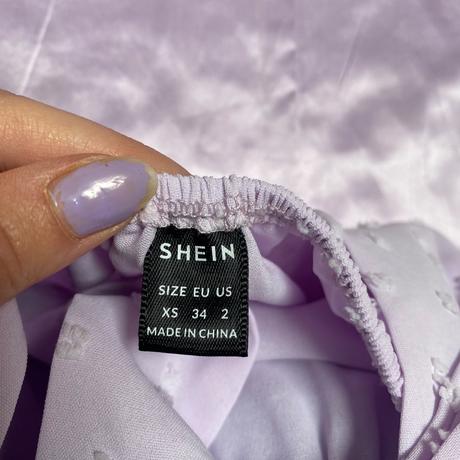 SHEIN
SIZE EU US
XS 34 2
MADE IN CHINA